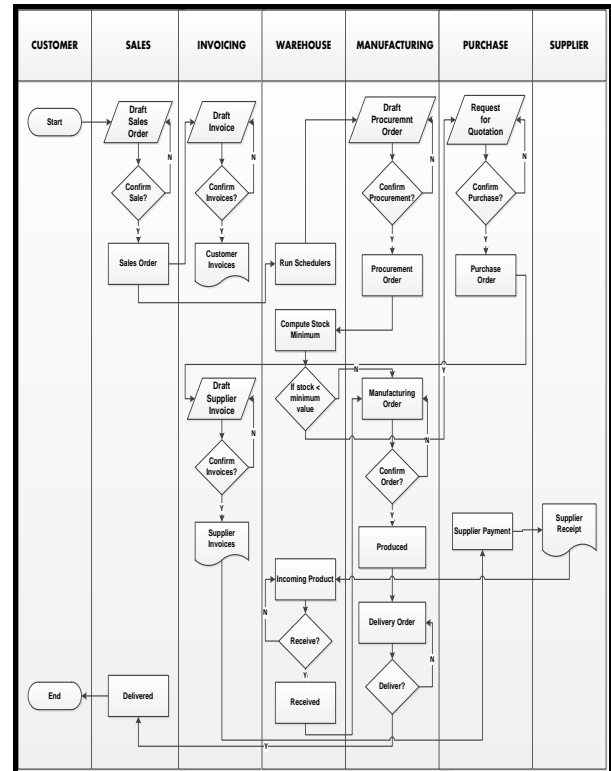 CUSTOMER
SALES
INVOICING
WAREHOUSE
MANUFACTURING
PURCHASE
SUPPLIER
Start
Draft
Sales
Order
Draft
Invoice
Draft
Procuremnt
Order
Request
for
Quotation
N
N
N
N
Confirm
Sale?
Confirm
Invoices?
Confirm
Procurement?
Confirm
Purchase?
Y
Y
Y
Y
Sales Order
Customer
Invoices
Run Schedulers
Procurement
Order
Purchase
Order
Compute Stock
Minimum
N
Y
Draft
Supplier
Invoice
If stock <
minimum
value
Manufacturing
Order
N
N
Confirm
Invoices?
Confirm
Order?
Y
Y
Supplier
Invoices
Produced
Supplier Payment
Supplier
Receipt
Incoming Product
N
Receive?
Delivery Order
N
Y
Deliver?
End
Delivered
Received
Y